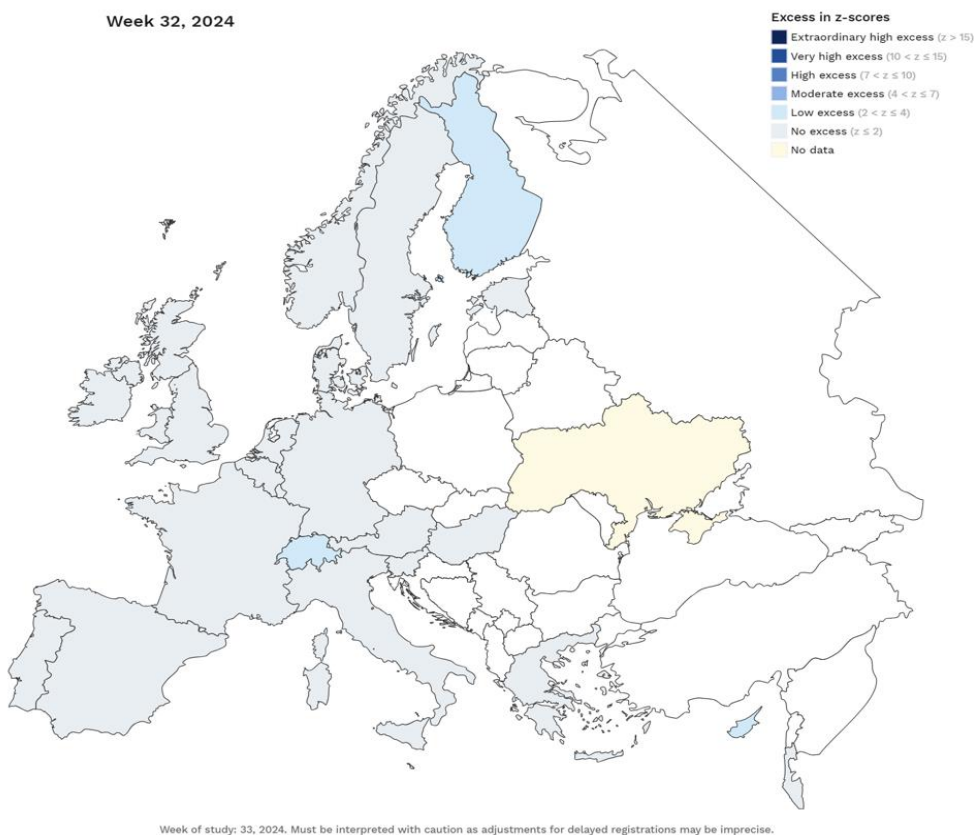 Week 32, 2024
Excess in z-scores
Extraordinary high excess (z > 15)
Very high excess (10 < z ≤ 15)
High excess (7 < z ≤ 10)
Moderate excess (4 < z ≤ 7)
Low excess (2 < z ≤ 4)
No excess (z ≤ 2)
No data
Week of study: 33, 2024. Must be interpreted with caution as adjustments for delayed registrations may be imprecise.